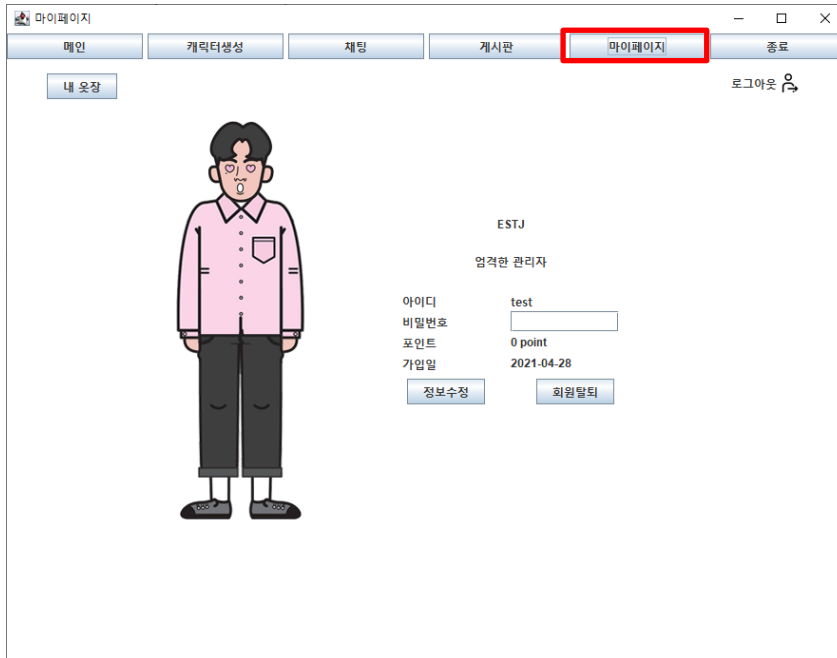 마이페이지
메인 캐릭터생성 채팅 게시판 마이페이지 종료
내 옷장 로그아웃
ESTJ
엄격한 관리자
아이디 test
비밀번호
포인트 0 point
가입일 2021-04-28
정보수정 회원탈퇴